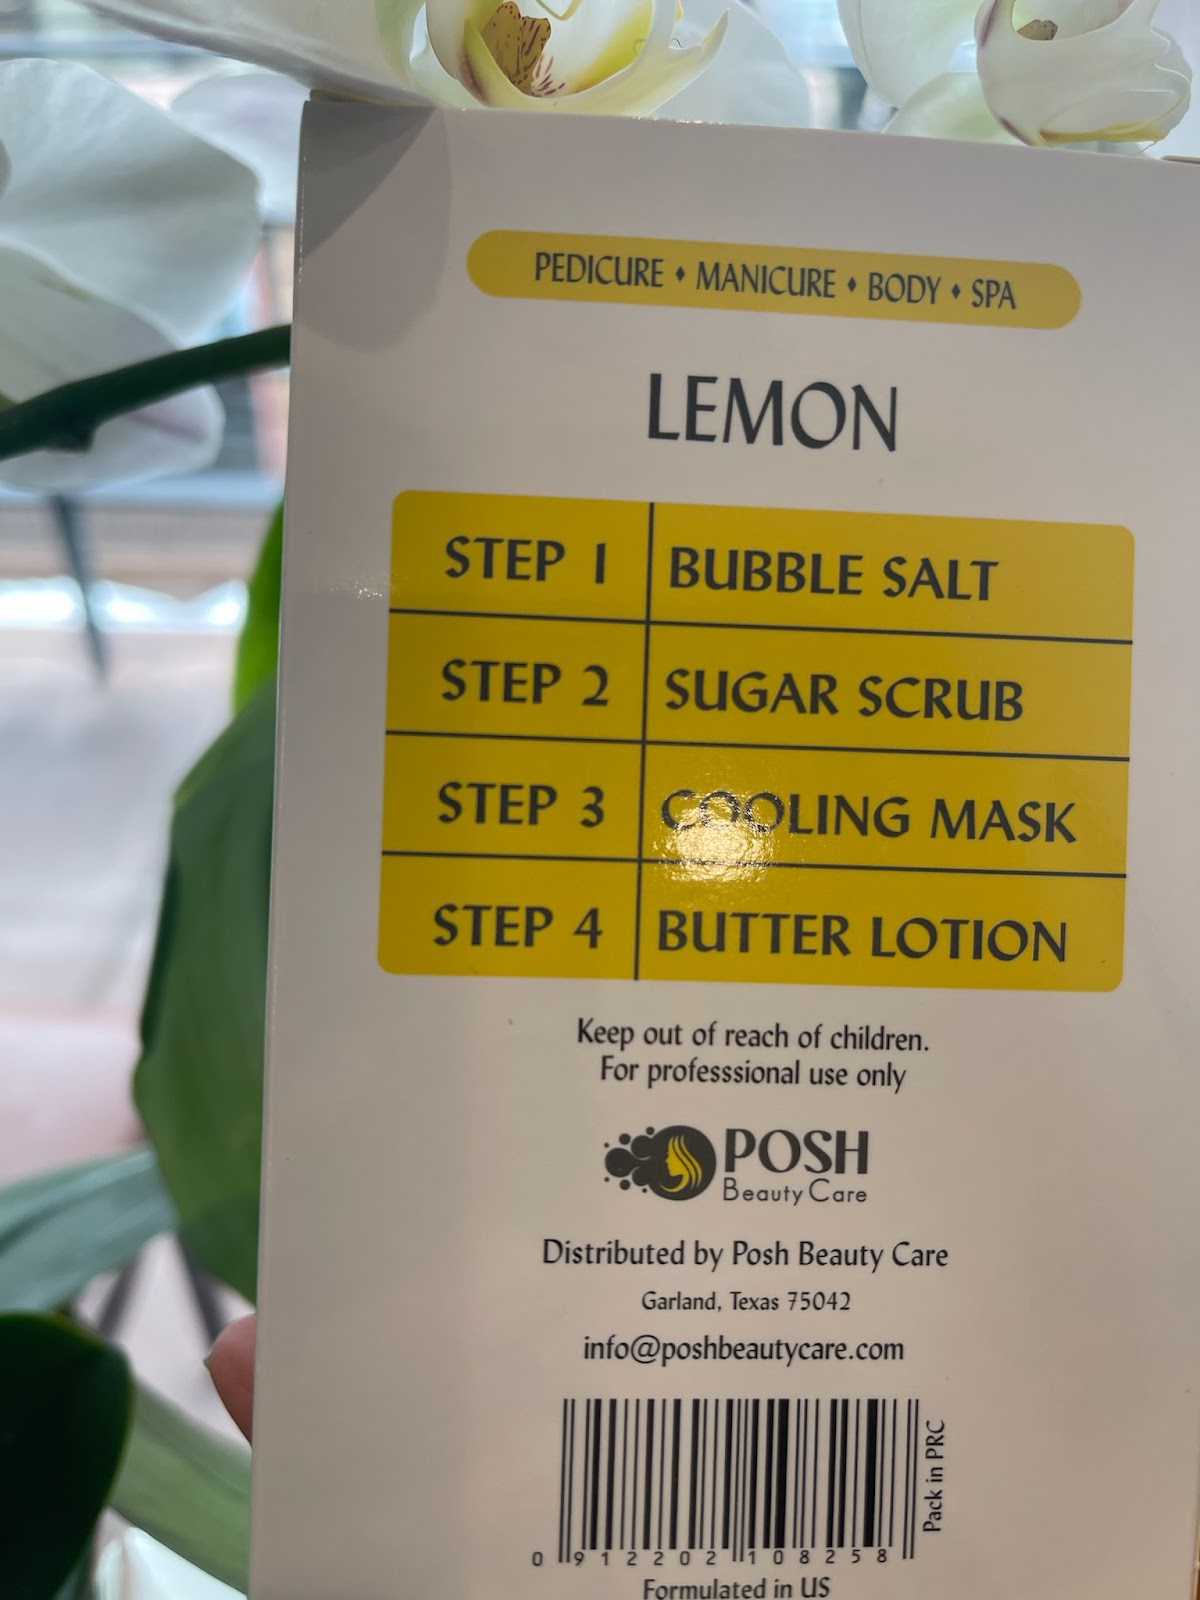 PEDICURE ♦ MANICURE ♦ BODY ♦ SPA
LEMON
STEP 1 BUBBLE SALT
STEP 2 SUGAR SCRUB
STEP 3 COOLING MASK
STEP 4 BUTTER LOTION
Keep out of reach of children.
For professsional use only
POSH
Beauty Care
Distributed by Posh Beauty Care
Garland, Texas 75042
info@poshbeautycare.com
Pack in PRC
0 912202 108258
Formulated in US